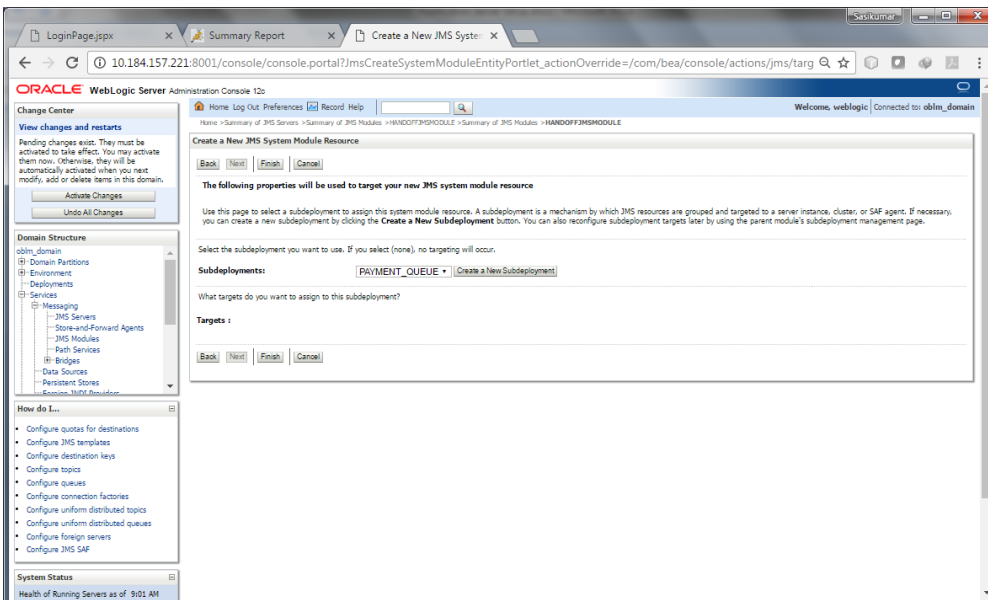 Sasikumar
LoginPage.jspx
Summary Report
Create a New JMS System
10.184.157.221:8001/console/console.portal?JmsCreateSystemModuleEntityPortlet_actionOverride=/com/bea/console/actions/jms/targ
ORACLE WebLogic Server Administration Console 12c
Change Center
View changes and restarts
Pending changes exist. They must be
activated to take effect. You may activate
them now. Otherwise, they will be
automatically activated when you next
modify, add or delete items in this domain.
Activate Changes
Undo All Changes
Domain Structure
oblm_domain
Domain Partitions
Environment
Deployments
Services
Messaging
JMS Servers
Store-and-Forward Agents
JMS Modules
Path Services
Bridges
Data Sources
Persistent Stores
Foreign JNDI Providers
How do I...
Configure quotas for destinations
Configure JMS templates
Configure destination keys
Configure topics
Configure queues
Configure connection factories
Configure uniform distributed topics
Configure uniform distributed queues
Configure foreign servers
Configure JMS SAF
System Status
Health of Running Servers as of 9:01 AM
Home Log Out Preferences Record Help
Welcome, weblogic Connected to: oblm_domain
Home >Summary of JMS Servers >Summary of JMS Modules >HANDOFFJMSMODULE >Summary of JMS Modules >HANDOFFJMSMODULE
Create a New JMS System Module Resource
Back Next Finish Cancel
The following properties will be used to target your new JMS system module resource
Use this page to select a subdeployment to assign this system module resource. A subdeployment is a mechanism by which JMS resources are grouped and targeted to a server instance, cluster, or SAF agent. If necessary,
you can create a new subdeployment by clicking the Create a New Subdeployment button. You can also reconfigure subdeployment targets later by using the parent module's subdeployment management page.
Select the subdeployment you want to use. If you select (none), no targeting will occur.
Subdeployments: PAYMENT_QUEUE Create a New Subdeployment
What targets do you want to assign to this subdeployment?
Targets :
Back Next Finish Cancel